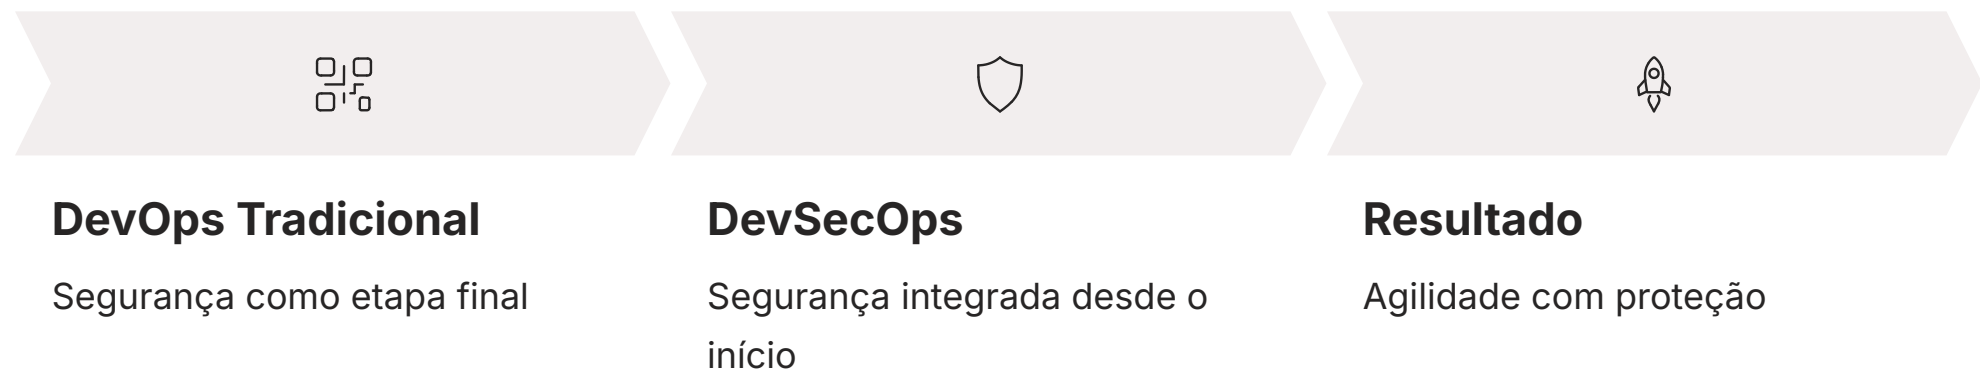 DevOps Tradicional
Segurança como etapa final
DevSecOps
Segurança integrada desde o
início
Resultado
Agilidade com proteção